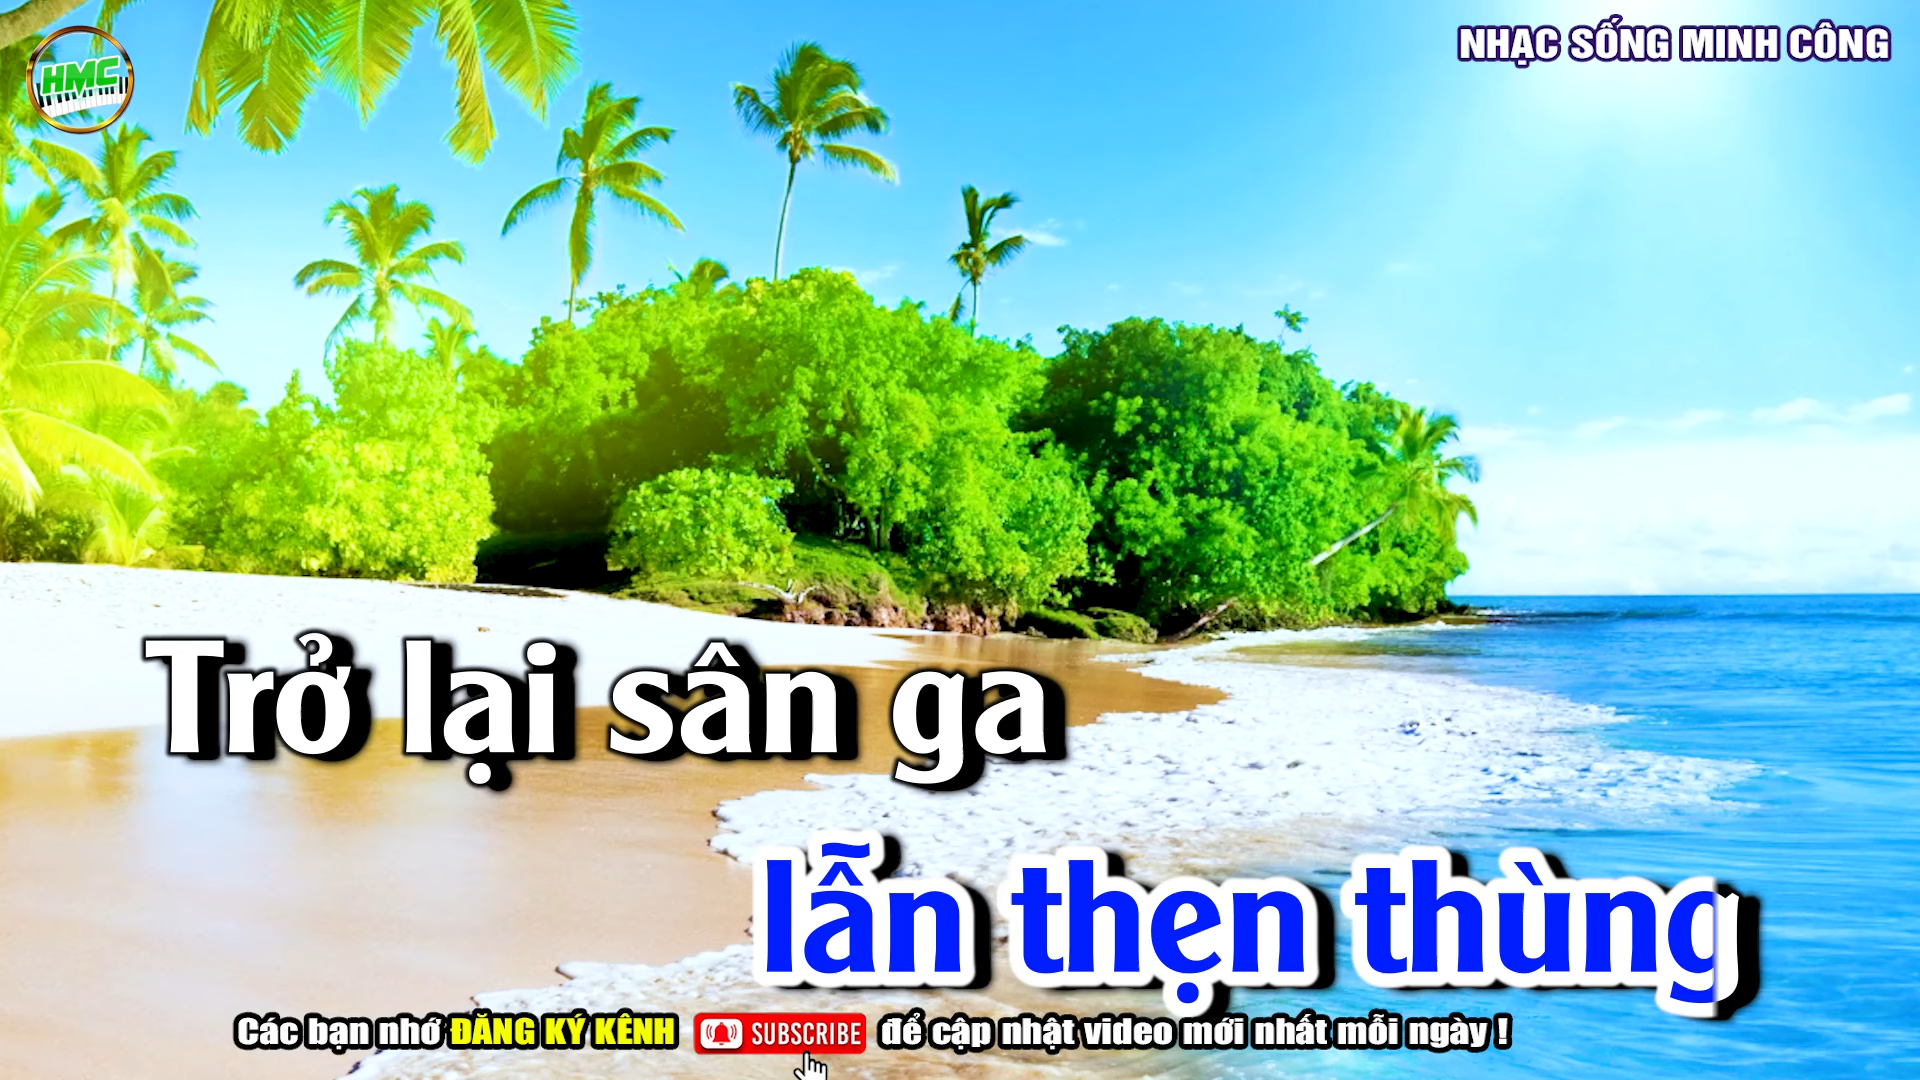 HMC
NHẠC SỐNG MINH CÔNG
Trở lại sân ga
lẫn thẹn thùng
Các bạn nhớ ĐĂNG KÝ KÊNH SUBSCRIBE để cập nhật video mới nhất mỗi ngày !